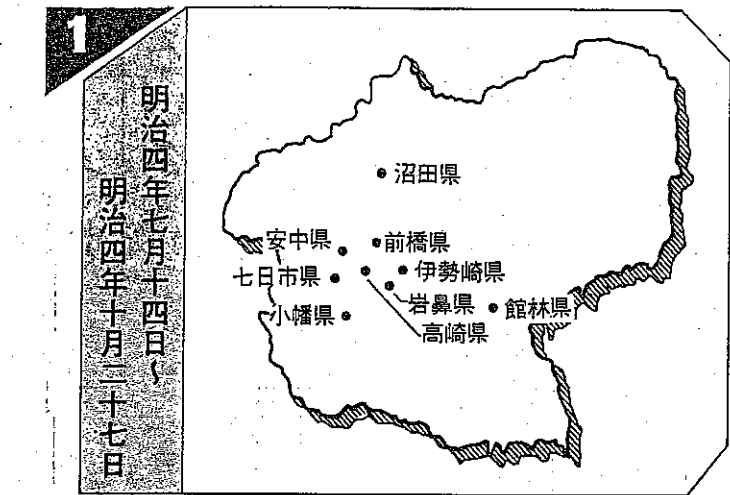 1
明治四年七月十四日～
明治四年十月二十七日
沼田県
安中県
前橋県
七日市県
伊勢崎県
小幡県
岩鼻県
館林県
高崎県